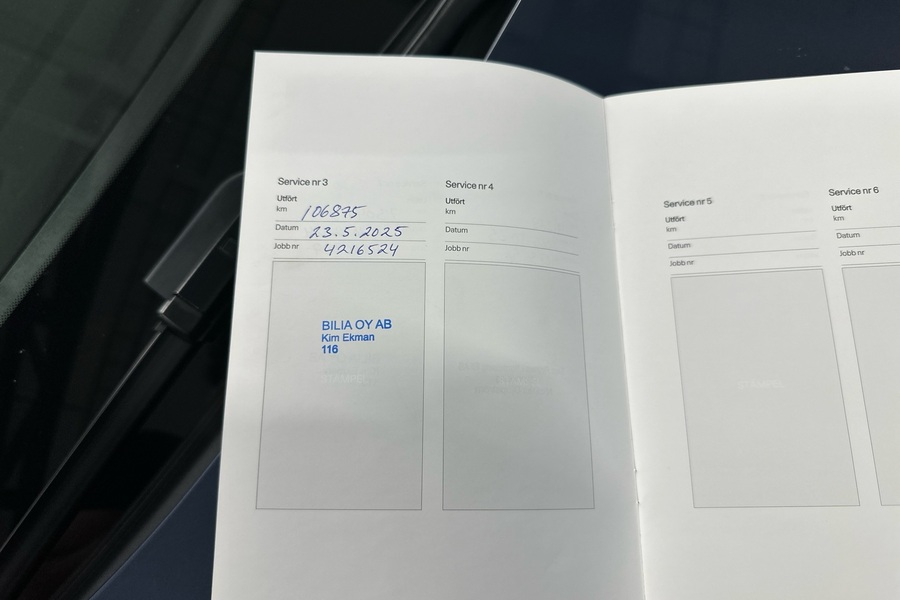 Service nr 3
Utfört
km 106875
Datum 23.5.2025
Jobb nr 4216524
BILIA OY AB
Kim Ekman
116
STÄMPEL
Service nr 4
Utfört
km
Datum
Jobb nr
Service nr 5
Utfört
km
Datum
Jobb nr
STÄMPEL
Service nr 6
Utfört
km
Datum
Jobb nr